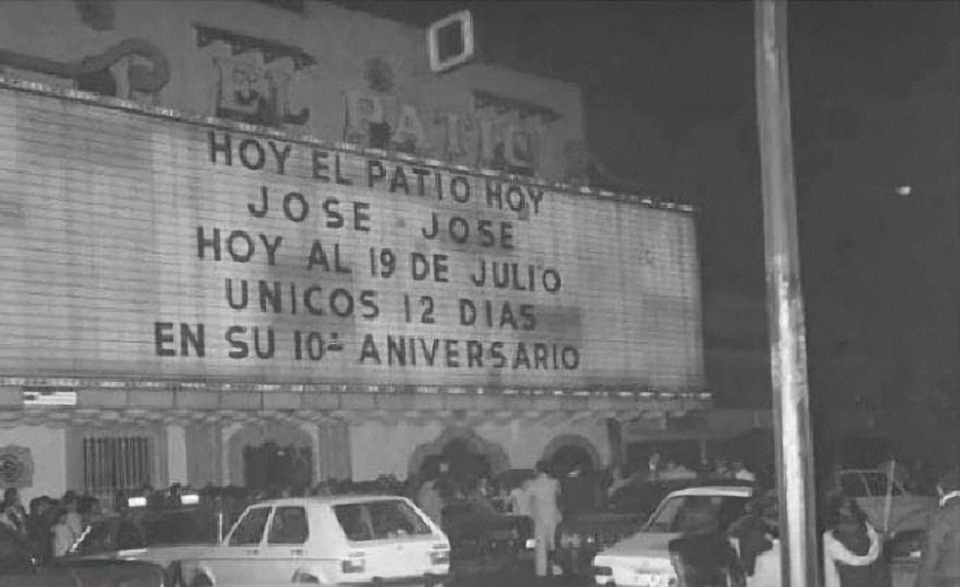 EL PATIO
HOY EL PATIO HOY
JOSE JOSE
HOY AL 19 DE JULIO
UNICOS 12 DIAS
EN SU 10º ANIVERSARIO